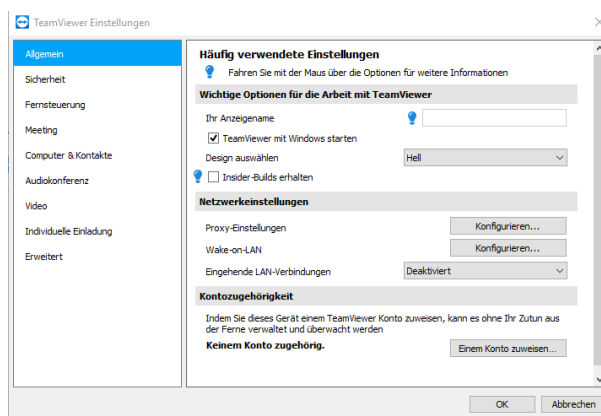 TeamViewer Einstellungen
Allgemein
Sicherheit
Fernsteuerung
Meeting
Computer & Kontakte
Audiokonferenz
Video
Individuelle Einladung
Erweitert
Häufig verwendete Einstellungen
Fahren Sie mit der Maus über die Optionen für weitere Informationen
Wichtige Optionen für die Arbeit mit TeamViewer
Ihr Anzeigename
TeamViewer mit Windows starten
Design auswählen Hell
Insider-Builds erhalten
Netzwerkeinstellungen
Proxy-Einstellungen Konfigurieren...
Wake-on-LAN Konfigurieren...
Eingehende LAN-Verbindungen Deaktiviert
Kontozugehörigkeit
Indem Sie dieses Gerät einem TeamViewer Konto zuweisen, kann es ohne Ihr Zutun aus
der Ferne verwaltet und überwacht werden
Keinem Konto zugehörig. Einem Konto zuweisen...
OK Abbrechen